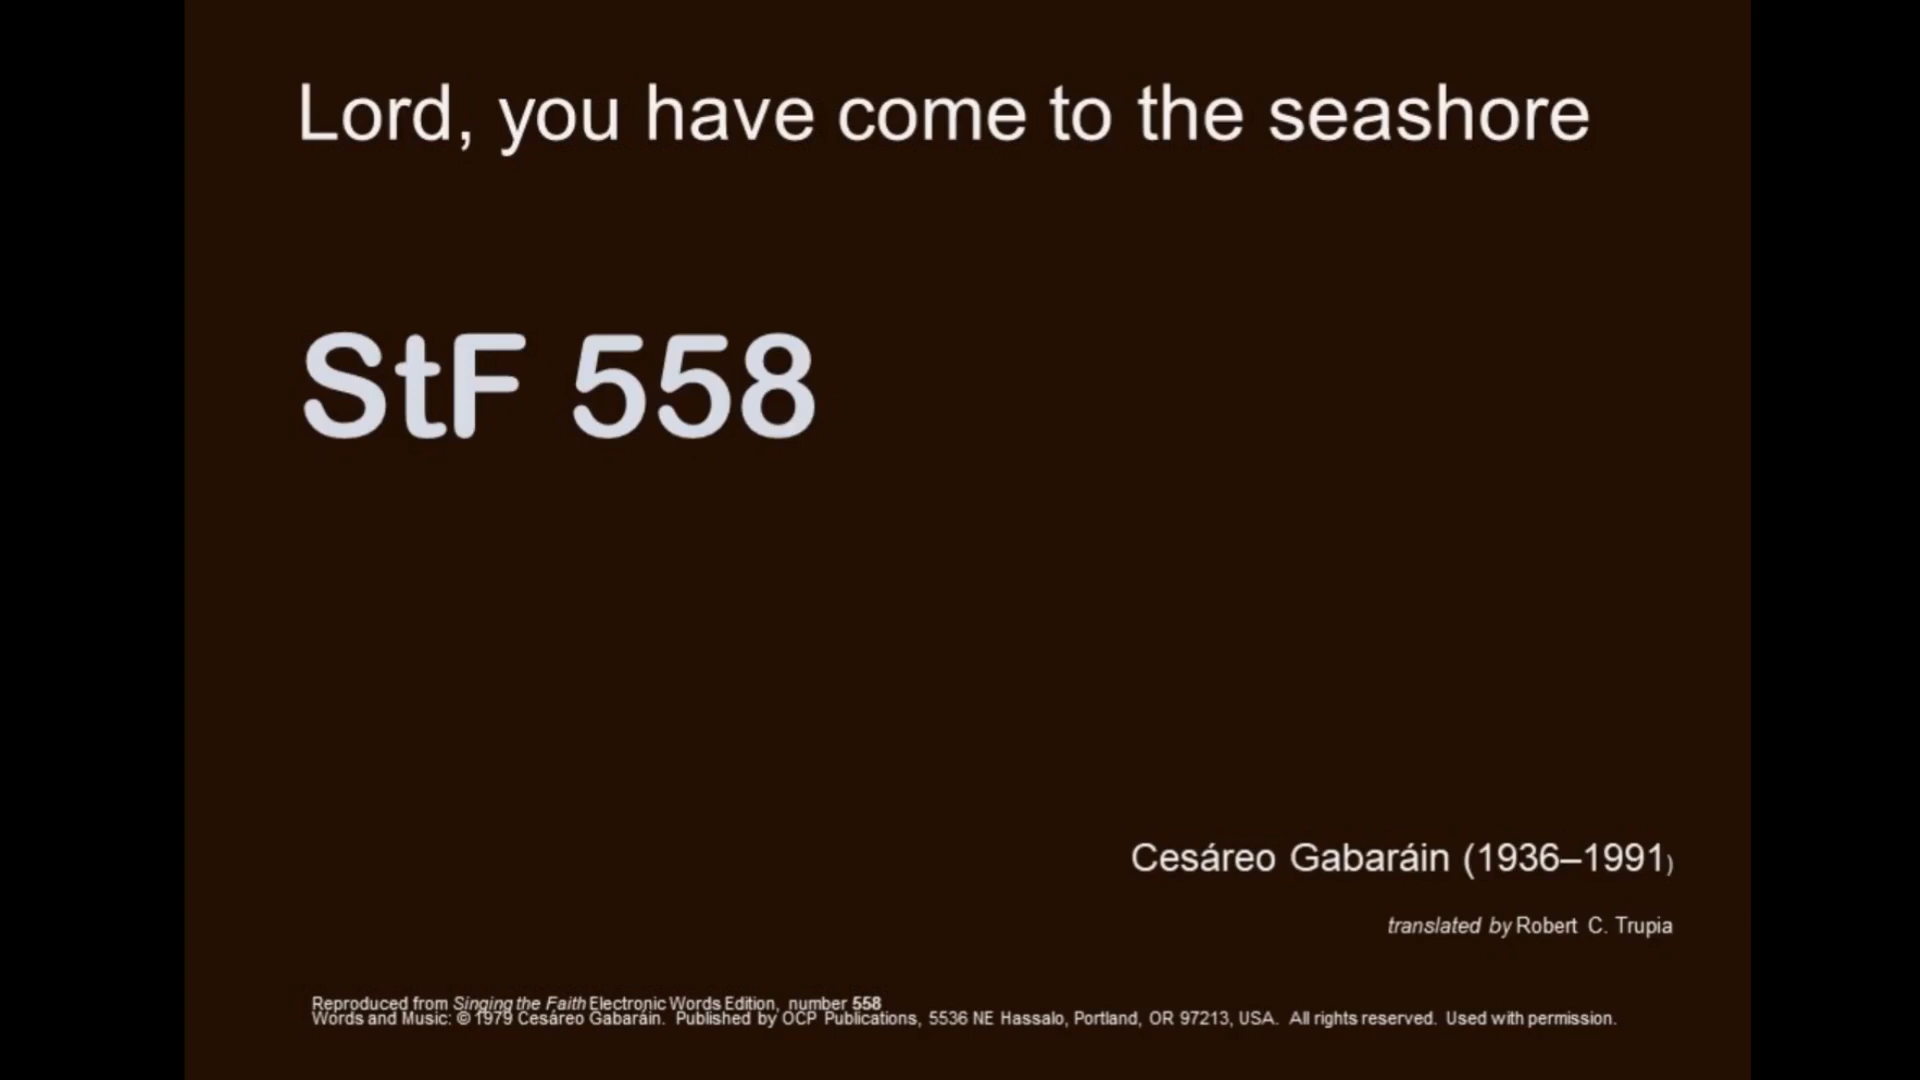 Lord, you have come to the seashore
StF 558
Cesáreo Gabaráin (1936–1991)
translated by Robert C. Trupia
Reproduced from Singing the Faith Electronic Words Edition, number 558
Words and Music: © 1979 Cesáreo Gabaráin. Published by OCP Publications, 5536 NE Hassalo, Portland, OR 97213, USA. All rights reserved. Used with permission.